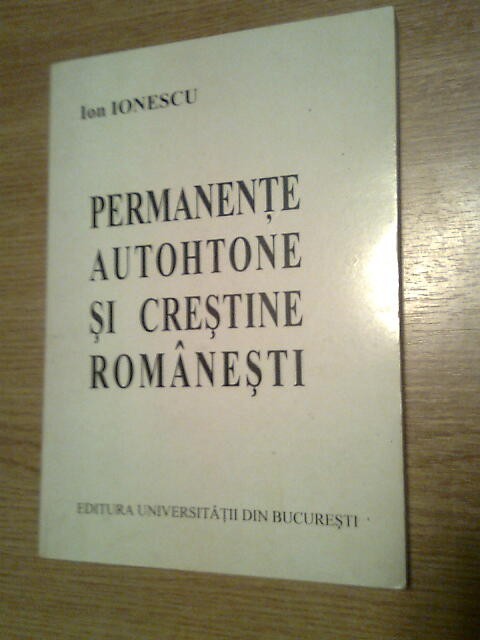 Ion IONESCU
PERMANENȚE
AUTOHTONE
ȘI CREȘTINE
ROMÂNEȘTI
EDITURA UNIVERSITĂȚII DIN BUCUREȘTI